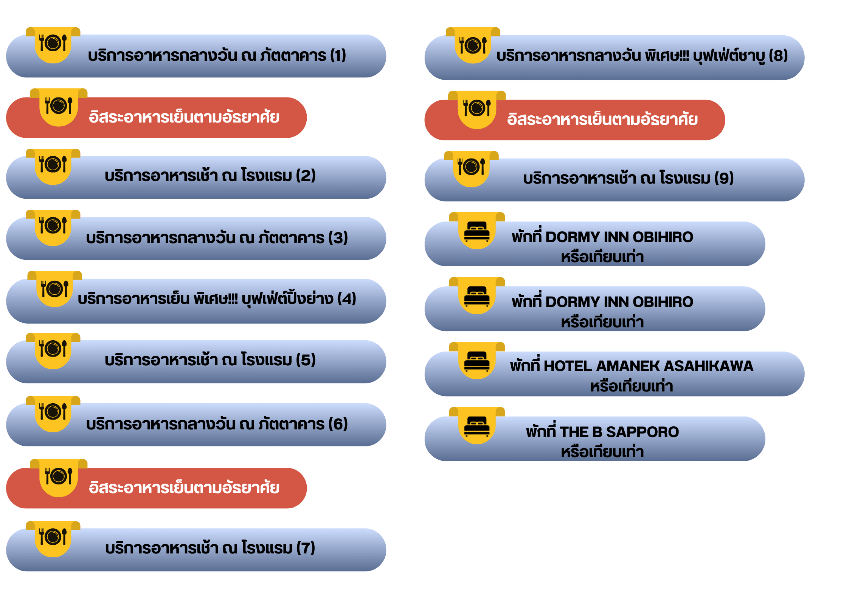 บริการอาหารกลางวัน ณ ภัตตาคาร (1)
อิสระอาหารเย็นตามอัธยาศัย
บริการอาหารเช้า ณ โรงแรม (2)
บริการอาหารกลางวัน ณ ภัตตาคาร (3)
บริการอาหารเย็น พิเศษ!!! บุฟเฟ่ต์ปิ้งย่าง (4)
บริการอาหารเช้า ณ โรงแรม (5)
บริการอาหารกลางวัน ณ ภัตตาคาร (6)
อิสระอาหารเย็นตามอัธยาศัย
บริการอาหารเช้า ณ โรงแรม (7)
บริการอาหารกลางวัน พิเศษ!!! บุฟเฟ่ต์ชาบู (8)
อิสระอาหารเย็นตามอัธยาศัย
บริการอาหารเช้า ณ โรงแรม (9)
พักที่ DORMY INN OBIHIRO
หรือเทียบเท่า
พักที่ DORMY INN OBIHIRO
หรือเทียบเท่า
พักที่ HOTEL AMANEK ASAHIKAWA
หรือเทียบเท่า
พักที่ THE B SAPPORO
หรือเทียบเท่า